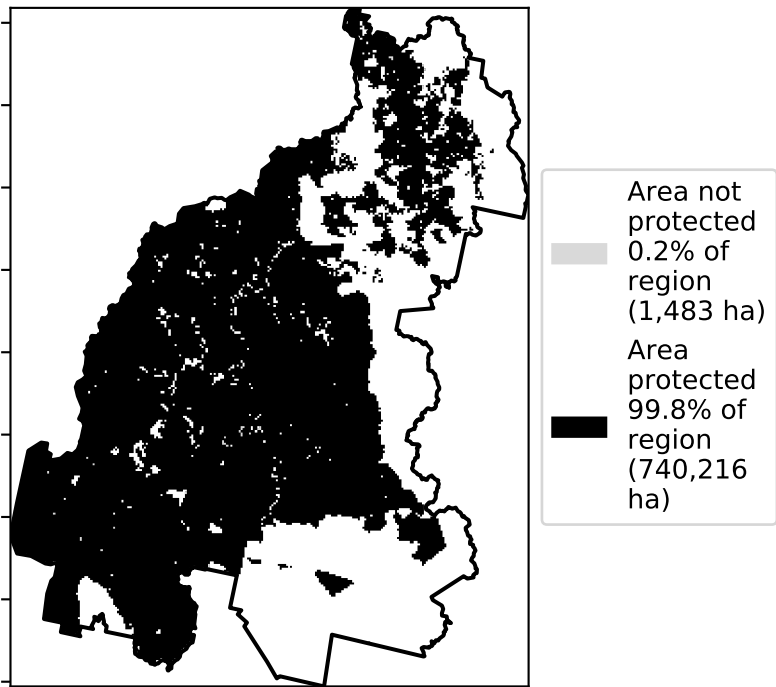 Area not
protected
0.2% of
region
(1,483 ha)
Area
protected
99.8% of
region
(740,216
ha)